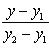 y − y₁
y₂ − y₁